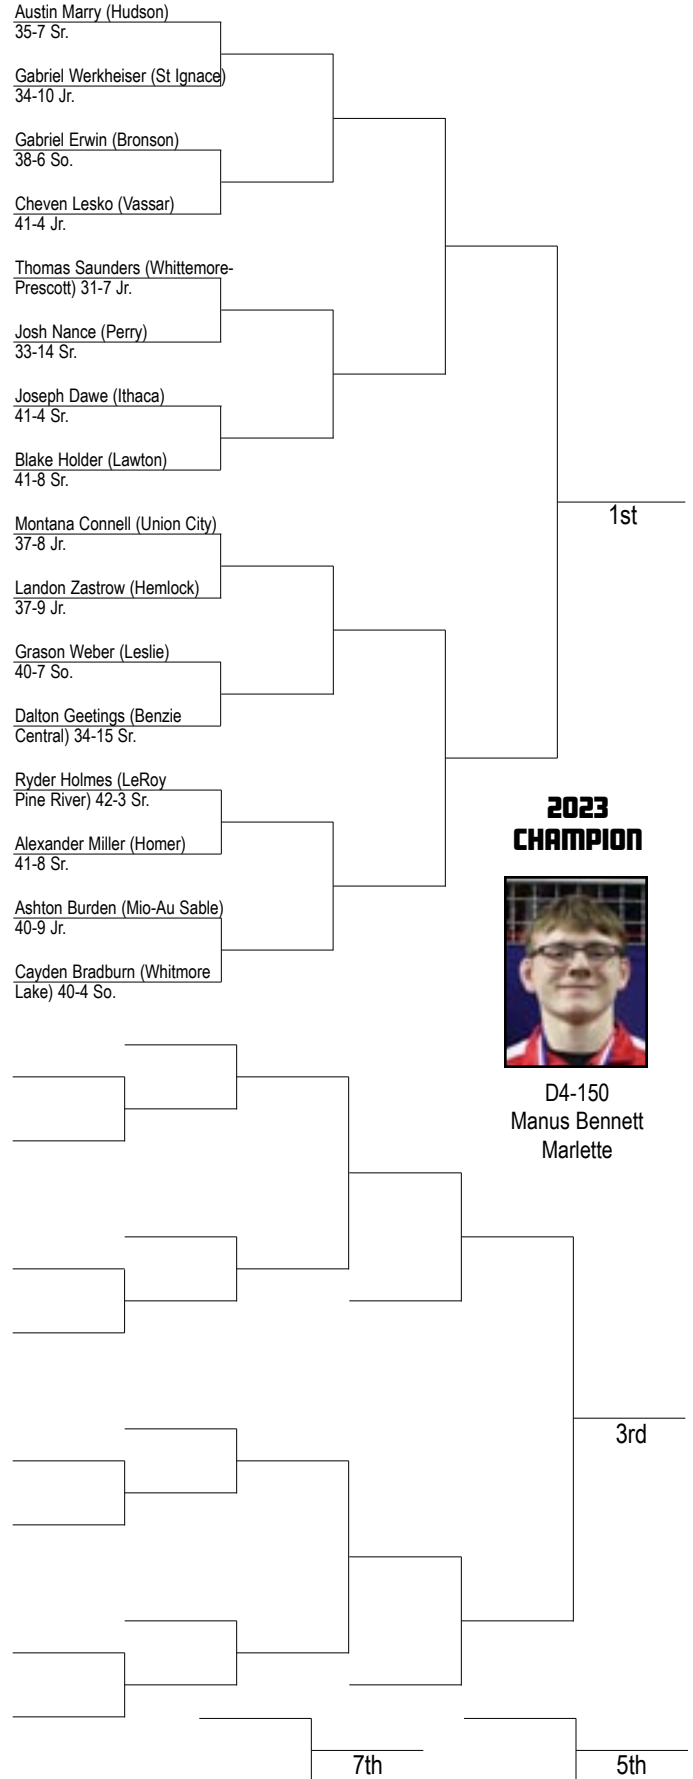 Austin Marry (Hudson)
35-7 Sr.
Gabriel Werkheiser (St Ignace)
34-10 Jr.
Gabriel Erwin (Bronson)
38-6 So.
Cheven Lesko (Vassar)
41-4 Jr.
Thomas Saunders (Whittemore-
Prescott) 31-7 Jr.
Josh Nance (Perry)
33-14 Sr.
Joseph Dawe (Ithaca)
41-4 Sr.
Blake Holder (Lawton)
41-8 Sr.
Montana Connell (Union City)
37-8 Jr.
Landon Zastrow (Hemlock)
37-9 Jr.
Grason Weber (Leslie)
40-7 So.
Dalton Geetings (Benzie
Central) 34-15 Sr.
Ryder Holmes (LeRoy
Pine River) 42-3 Sr.
Alexander Miller (Homer)
41-8 Sr.
Ashton Burden (Mio-Au Sable)
40-9 Jr.
Cayden Bradburn (Whitmore
Lake) 40-4 So.
1st
2023
CHAMPION
D4-150
Manus Bennett
Marlette
3rd
7th
5th